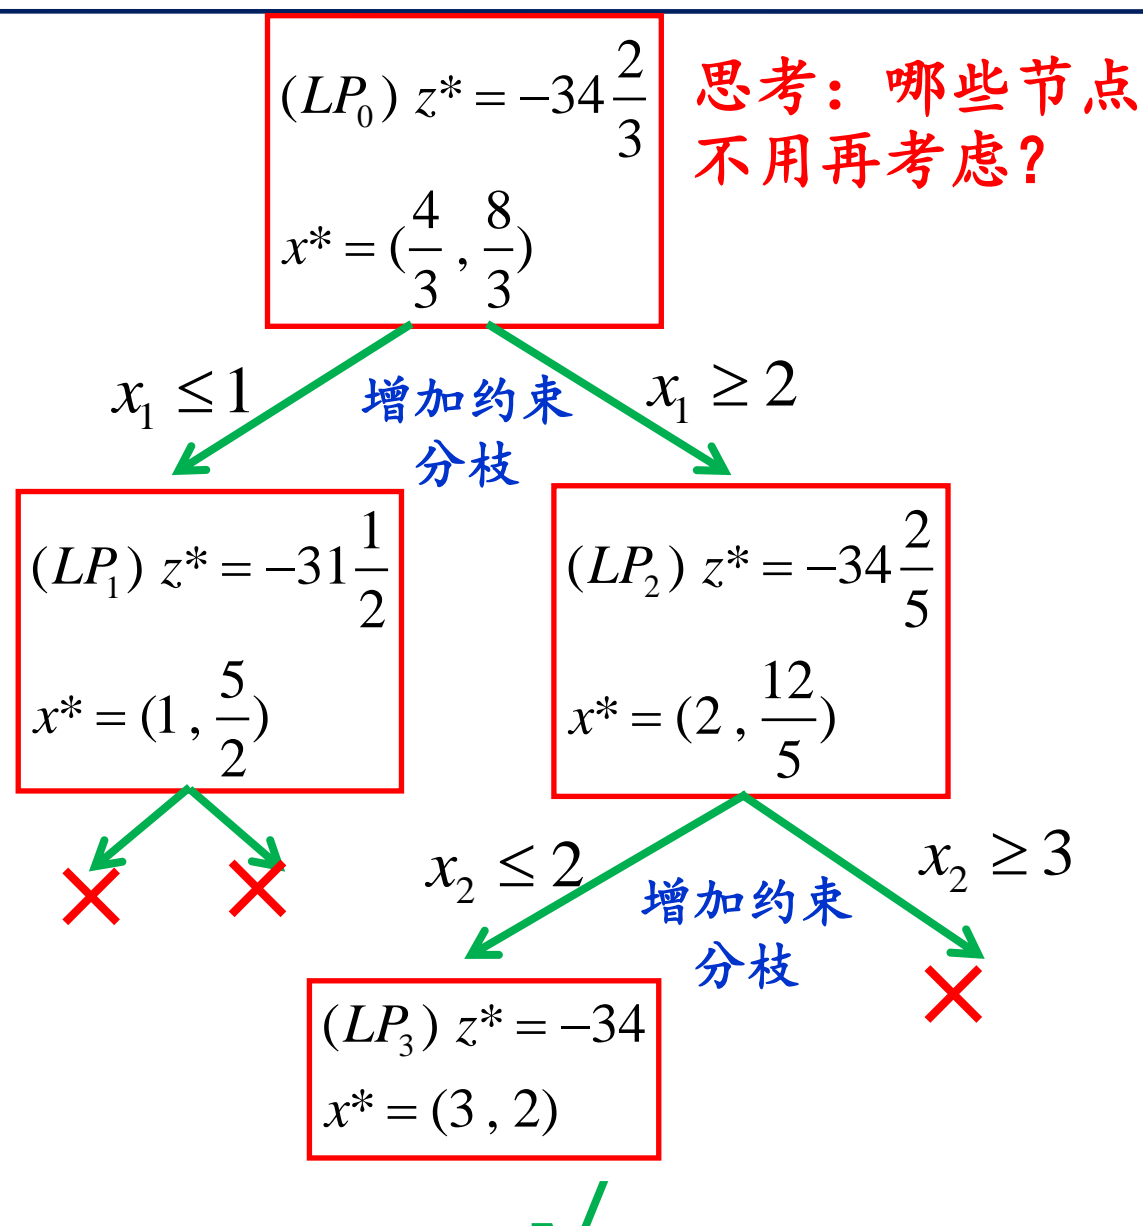 (LP₀) z* = −34 2/3
x* = (4/3 , 8/3)
思考：哪些节点
不用再考虑？
x₁ ≤ 1
增加约束
分枝
x₁ ≥ 2
(LP₁) z* = −31 1/2
x* = (1 , 5/2)
(LP₂) z* = −34 2/5
x* = (2 , 12/5)
x₂ ≤ 2
增加约束
分枝
x₂ ≥ 3
(LP₃) z* = −34
x* = (3 , 2)